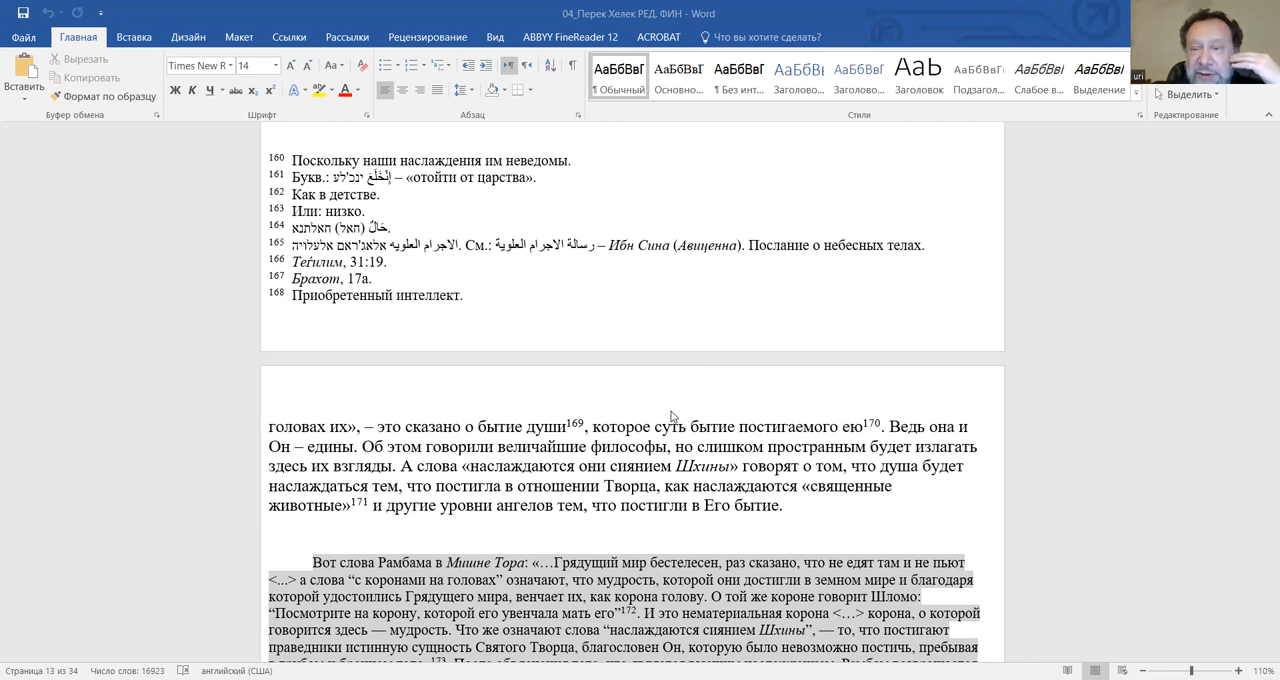 04_Перек Хелек РЕД. ФИН - Word
Файл Главная Вставка Дизайн Макет Ссылки Рассылки Рецензирование Вид ABBYY FineReader 12 ACROBAT Что вы хотите сделать?
Вставить
Вырезать
Копировать
Формат по образцу
Буфер обмена
Times New R 14 Aa
Ж К Ч abc x₂ x² A А
Шрифт
Абзац
АаБбВвГ АаБбВвГг АаБбВвГ АаБбВв АаБбВвГ АаБ АаБбВвГг АаБбВвГг АаБбВвГг
¶ Обычный Основно... ¶ Без инт... Заголово... Заголово... Заголовок Подзагол... Слабое в... Выделение
Стили
uri
Выделить
Редактирование
160 Поскольку наши наслаждения им неведомы.
161 Букв.: إِنْخَلَعَ ינכ'לע – «отойти от царства».
162 Как в детстве.
163 Или: низко.
164 حَالٌ (חאל) חאלתנא.
165 الاجرام العلويه אלאג'ראם אלעלויה. См.: رسالة الاجرام العلوية – Ибн Сина (Авиценна). Послание о небесных телах.
166 Теѓилим, 31:19.
167 Брахот, 17а.
168 Приобретенный интеллект.
головах их», – это сказано о бытие души169, которое суть бытие постигаемого ею170. Ведь она и
Он – едины. Об этом говорили величайшие философы, но слишком пространным будет излагать
здесь их взгляды. А слова «наслаждаются они сиянием Шхины» говорят о том, что душа будет
наслаждаться тем, что постигла в отношении Творца, как наслаждаются «священные
животные»171 и другие уровни ангелов тем, что постигли в Его бытие.
Вот слова Рамбама в Мишне Тора: «…Грядущий мир бестелесен, раз сказано, что не едят там и не пьют
<...> а слова “с коронами на головах” означают, что мудрость, которой они достигли в земном мире и благодаря
которой удостоились Грядущего мира, венчает их, как корона голову. О той же короне говорит Шломо:
“Посмотрите на корону, которой его увенчала мать его”172. И это нематериальная корона <…> корона, о которой
говорится здесь — мудрость. Что же означают слова “наслаждаются сиянием Шхины”, — то, что постигают
праведники истинную сущность Святого Творца, благословен Он, которую было невозможно постичь, пребывая
Страница 13 из 34 Число слов: 16923 английский (США) 110%